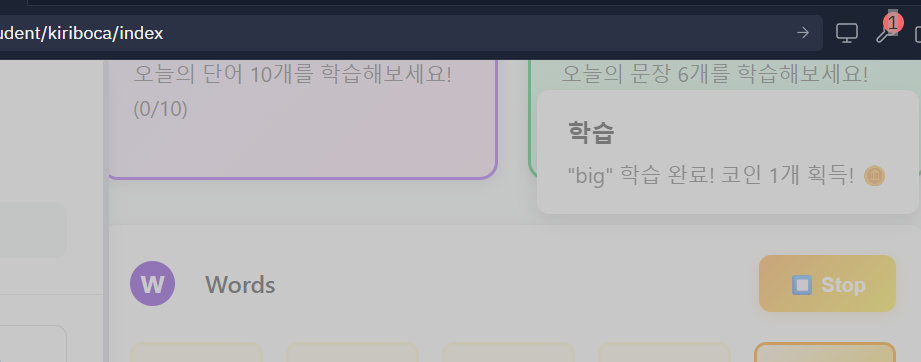 udent/kiriboca/index
1
오늘의 단어 10개를 학습해보세요!
(0/10)
오늘의 문장 6개를 학습해보세요!
학습
"big" 학습 완료! 코인 1개 획득!
W Words
Stop